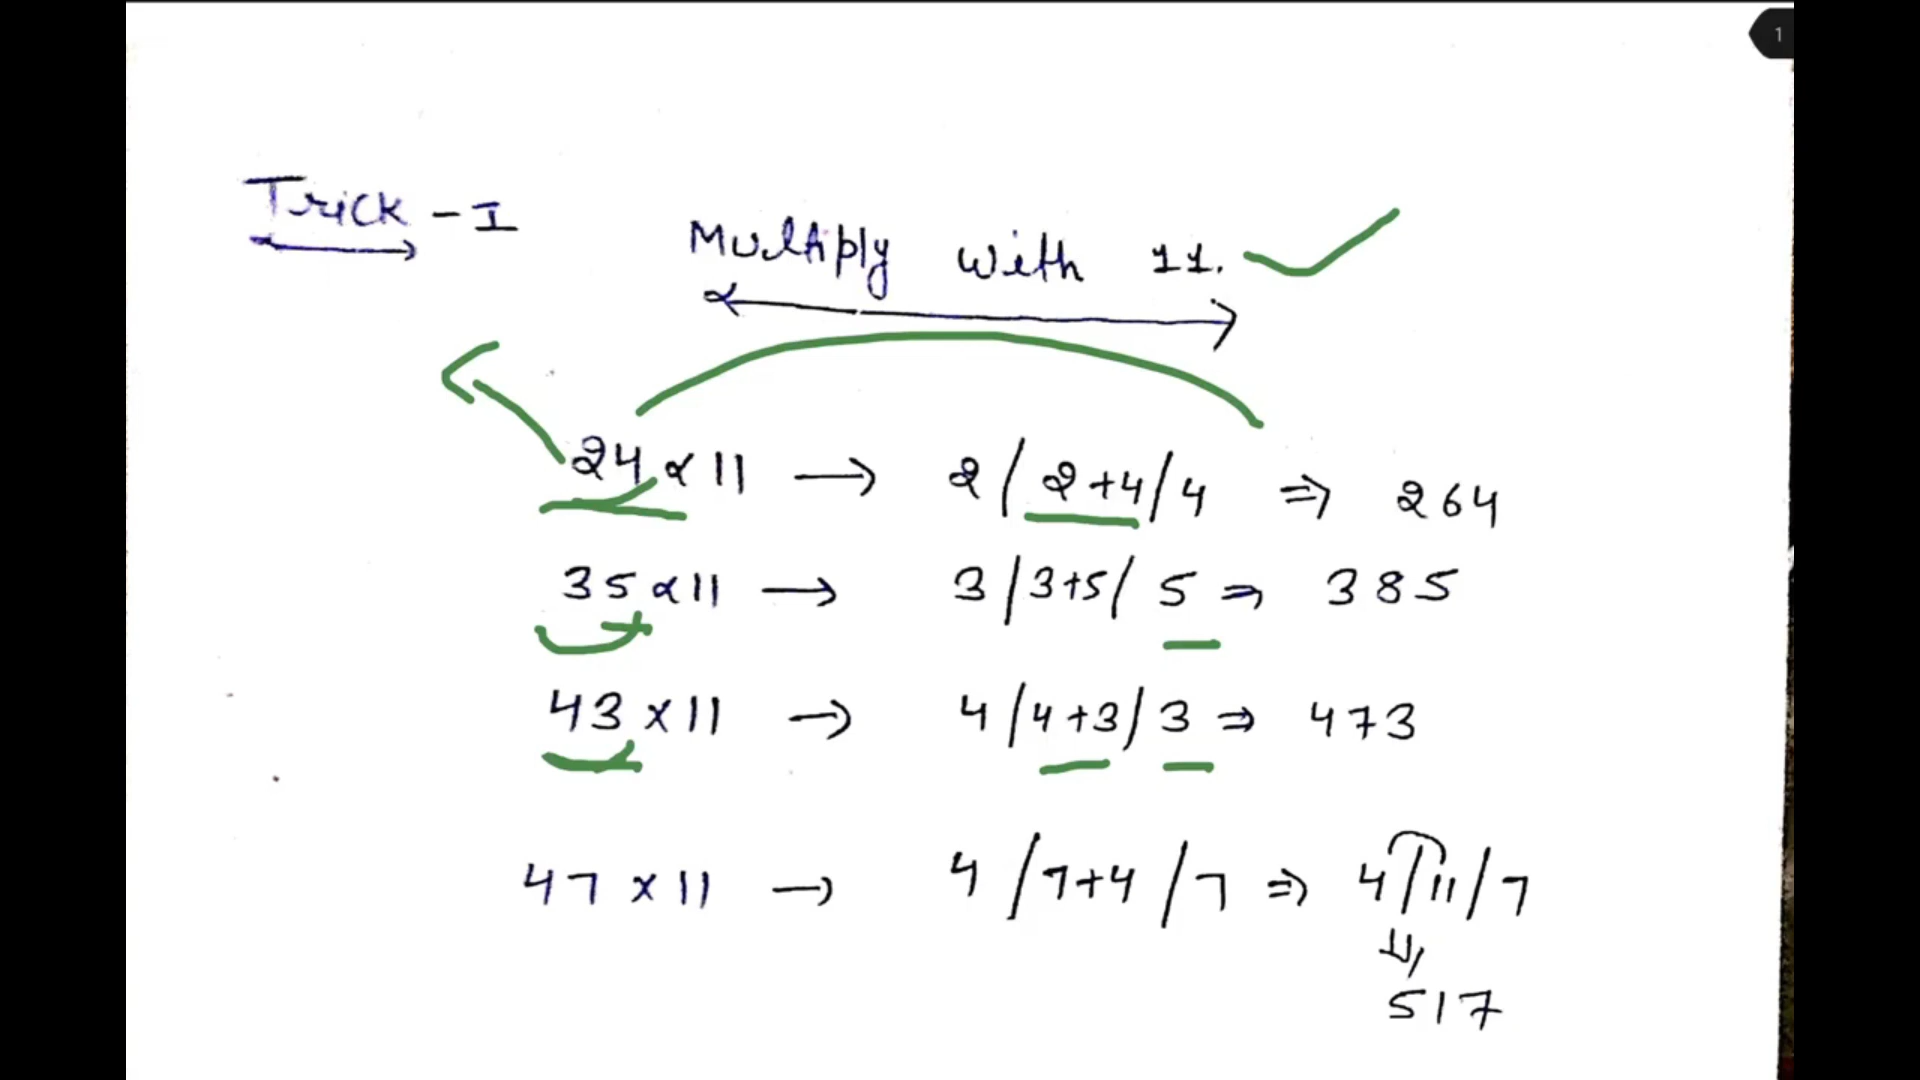 1
Trick - I
Multiply with 11.
24 x 11 → 2 / 2+4 / 4 ⇒ 264
35 x 11 → 3 / 3+5 / 5 ⇒ 385
43 x 11 → 4 / 4+3 / 3 ⇒ 473
47 x 11 → 4 / 7+4 / 7 ⇒ 4 / 11 / 7
⇓
517